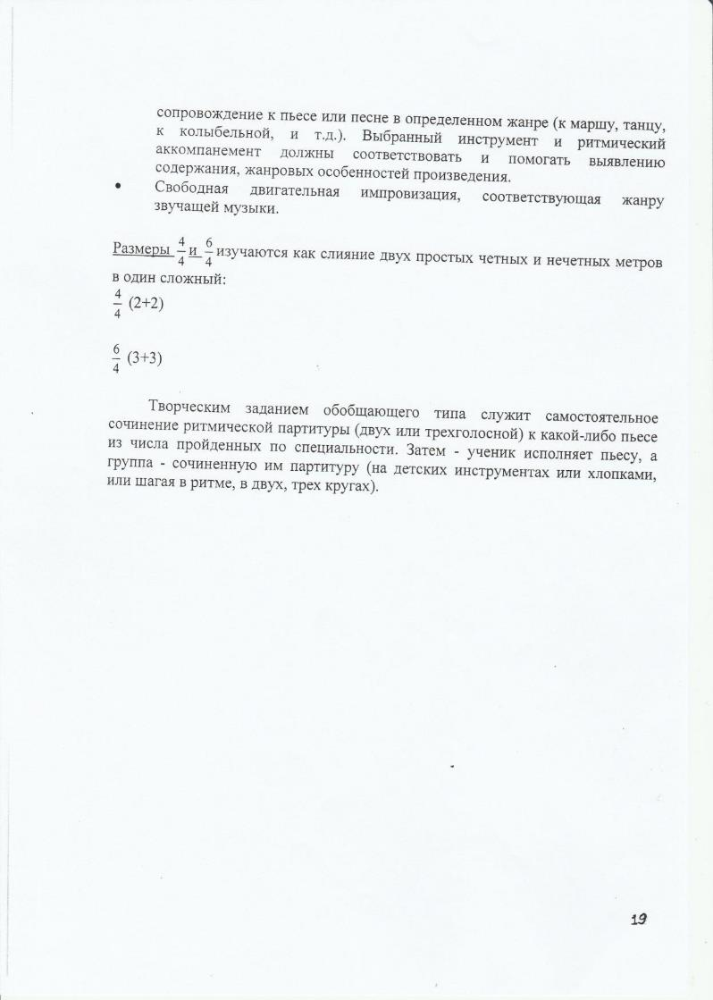 сопровождение к пьесе или песне в определенном жанре (к маршу, танцу,
к колыбельной, и т.д.). Выбранный инструмент и ритмический
аккомпанемент должны соответствовать и помогать выявлению
содержания, жанровых особенностей произведения.
• Свободная двигательная импровизация, соответствующая жанру
звучащей музыки.
Размеры 4/4 и 6/4 изучаются как слияние двух простых четных и нечетных метров
в один сложный:
4/4 (2+2)
6/4 (3+3)
Творческим заданием обобщающего типа служит самостоятельное
сочинение ритмической партитуры (двух или трехголосной) к какой-либо пьесе
из числа пройденных по специальности. Затем - ученик исполняет пьесу, а
группа - сочиненную им партитуру (на детских инструментах или хлопками,
или шагая в ритме, в двух, трех кругах).
19